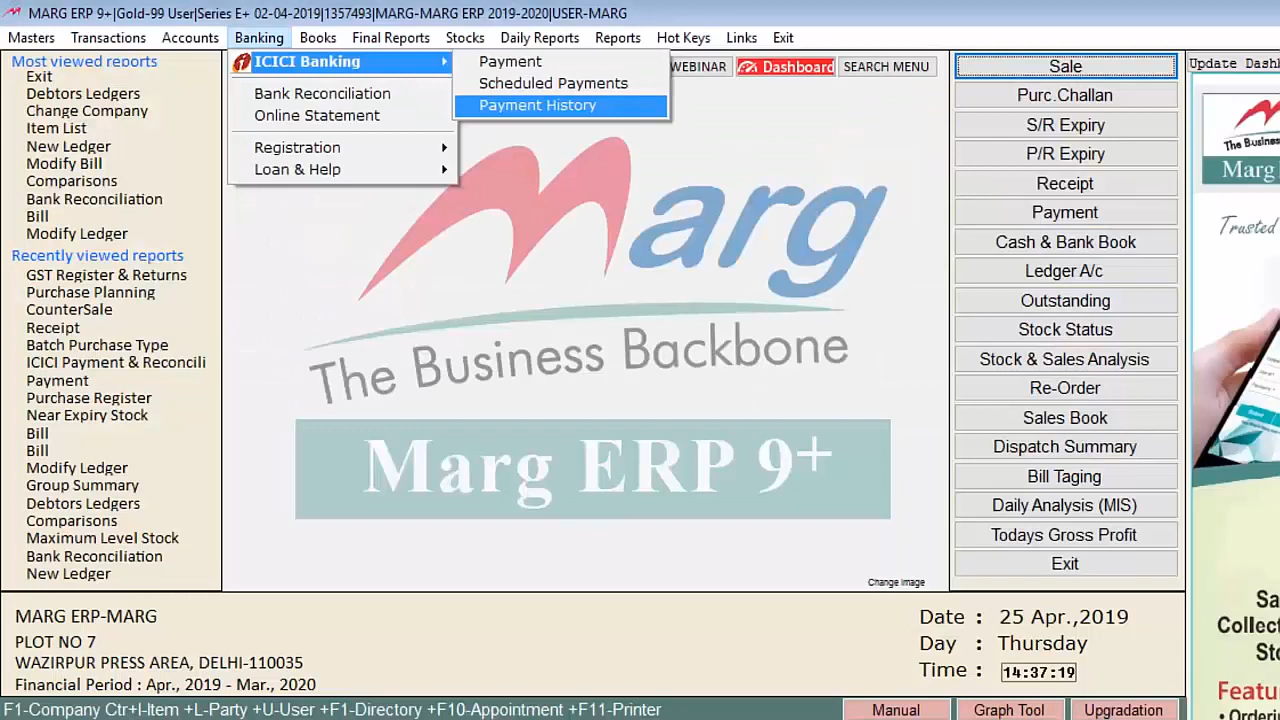 MARG ERP 9+|Gold-99 User|Series E+ 02-04-2019|1357493|MARG-MARG ERP 2019-2020|USER-MARG
Masters Transactions Accounts Banking Books Final Reports Stocks Daily Reports Reports Hot Keys Links Exit
Most viewed reports
Exit
Debtors Ledgers
Change Company
Item List
New Ledger
Modify Bill
Comparisons
Bank Reconciliation
Bill
Modify Ledger
Recently viewed reports
GST Register & Returns
Purchase Planning
CounterSale
Receipt
Batch Purchase Type
ICICI Payment & Reconcili
Payment
Purchase Register
Near Expiry Stock
Bill
Bill
Modify Ledger
Group Summary
Debtors Ledgers
Comparisons
Maximum Level Stock
Bank Reconciliation
New Ledger
ICICI Banking
Bank Reconciliation
Online Statement
Registration
Loan & Help
Payment
Scheduled Payments
Payment History
WEBINAR Dashboard SEARCH MENU
marg
The Business Backbone
Marg ERP 9+
Change image
Sale
Purc.Challan
S/R Expiry
P/R Expiry
Receipt
Payment
Cash & Bank Book
Ledger A/c
Outstanding
Stock Status
Stock & Sales Analysis
Re-Order
Sales Book
Dispatch Summary
Bill Taging
Daily Analysis (MIS)
Todays Gross Profit
Exit
Update Dash
The Busines
Marg
Trusted
Sa
Collec
Sto
Featu
• Orderi
MARG ERP-MARG
PLOT NO 7
WAZIRPUR PRESS AREA, DELHI-110035
Financial Period : Apr., 2019 - Mar., 2020
Date : 25 Apr.,2019
Day : Thursday
Time : 14:37:19
F1-Company Ctr+I-Item +L-Party +U-User +F1-Directory +F10-Appointment +F11-Printer
Manual Graph Tool Upgradation